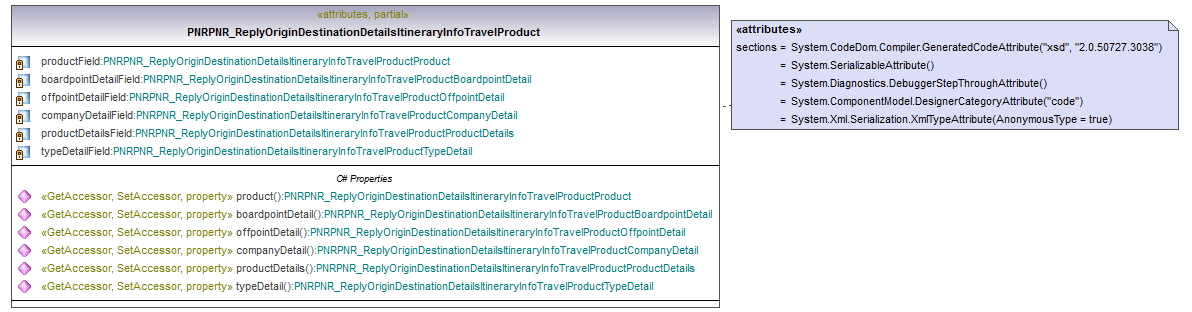 «attributes, partial»
PNRPNR_ReplyOriginDestinationDetailsItineraryInfoTravelProduct
productField:PNRPNR_ReplyOriginDestinationDetailsItineraryInfoTravelProductProduct
boardpointDetailField:PNRPNR_ReplyOriginDestinationDetailsItineraryInfoTravelProductBoardpointDetail
offpointDetailField:PNRPNR_ReplyOriginDestinationDetailsItineraryInfoTravelProductOffpointDetail
companyDetailField:PNRPNR_ReplyOriginDestinationDetailsItineraryInfoTravelProductCompanyDetail
productDetailsField:PNRPNR_ReplyOriginDestinationDetailsItineraryInfoTravelProductProductDetails
typeDetailField:PNRPNR_ReplyOriginDestinationDetailsItineraryInfoTravelProductTypeDetail
C# Properties
«GetAccessor, SetAccessor, property» product():PNRPNR_ReplyOriginDestinationDetailsItineraryInfoTravelProductProduct
«GetAccessor, SetAccessor, property» boardpointDetail():PNRPNR_ReplyOriginDestinationDetailsItineraryInfoTravelProductBoardpointDetail
«GetAccessor, SetAccessor, property» offpointDetail():PNRPNR_ReplyOriginDestinationDetailsItineraryInfoTravelProductOffpointDetail
«GetAccessor, SetAccessor, property» companyDetail():PNRPNR_ReplyOriginDestinationDetailsItineraryInfoTravelProductCompanyDetail
«GetAccessor, SetAccessor, property» productDetails():PNRPNR_ReplyOriginDestinationDetailsItineraryInfoTravelProductProductDetails
«GetAccessor, SetAccessor, property» typeDetail():PNRPNR_ReplyOriginDestinationDetailsItineraryInfoTravelProductTypeDetail
«attributes»
sections = System.CodeDom.Compiler.GeneratedCodeAttribute("xsd", "2.0.50727.3038")
= System.SerializableAttribute()
= System.Diagnostics.DebuggerStepThroughAttribute()
= System.ComponentModel.DesignerCategoryAttribute("code")
= System.Xml.Serialization.XmlTypeAttribute(AnonymousType = true)